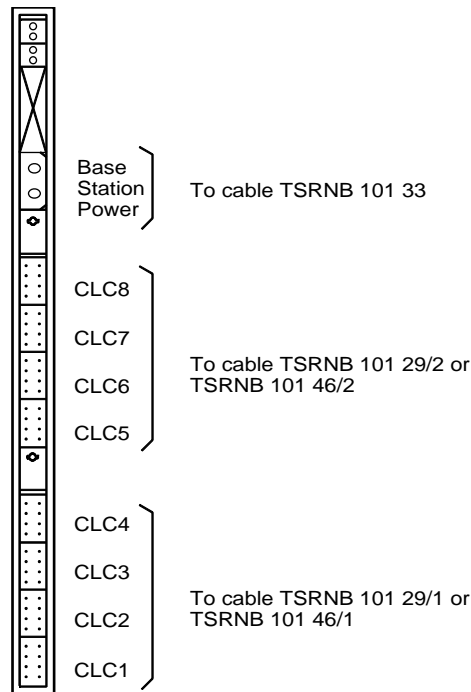 Base
Station
Power
To cable TSRNB 101 33
CLC8
CLC7
CLC6
CLC5
To cable TSRNB 101 29/2 or
TSRNB 101 46/2
CLC4
CLC3
CLC2
CLC1
To cable TSRNB 101 29/1 or
TSRNB 101 46/1